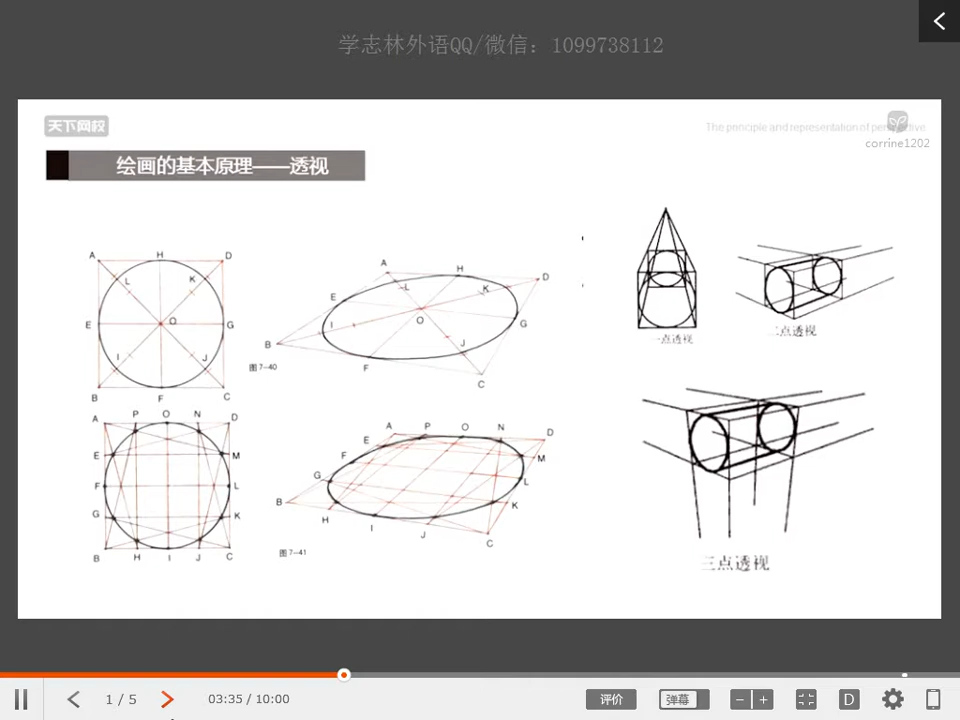 学志林外语QQ/微信：1099738112
天下网校
The principle and representation of perspective
corrine1202
绘画的基本原理——透视
A H D
L K
E O G
I J
B F C
A H D
L K
E O G
I J
B F C
图7-40
一点透视
二点透视
A P O N D
E M
F L
G K
B H I J C
A P O N D
E M
F L
G K
B H I J C
图7-41
三点透视
1 / 5
03:35 / 10:00
评价
弹幕
D